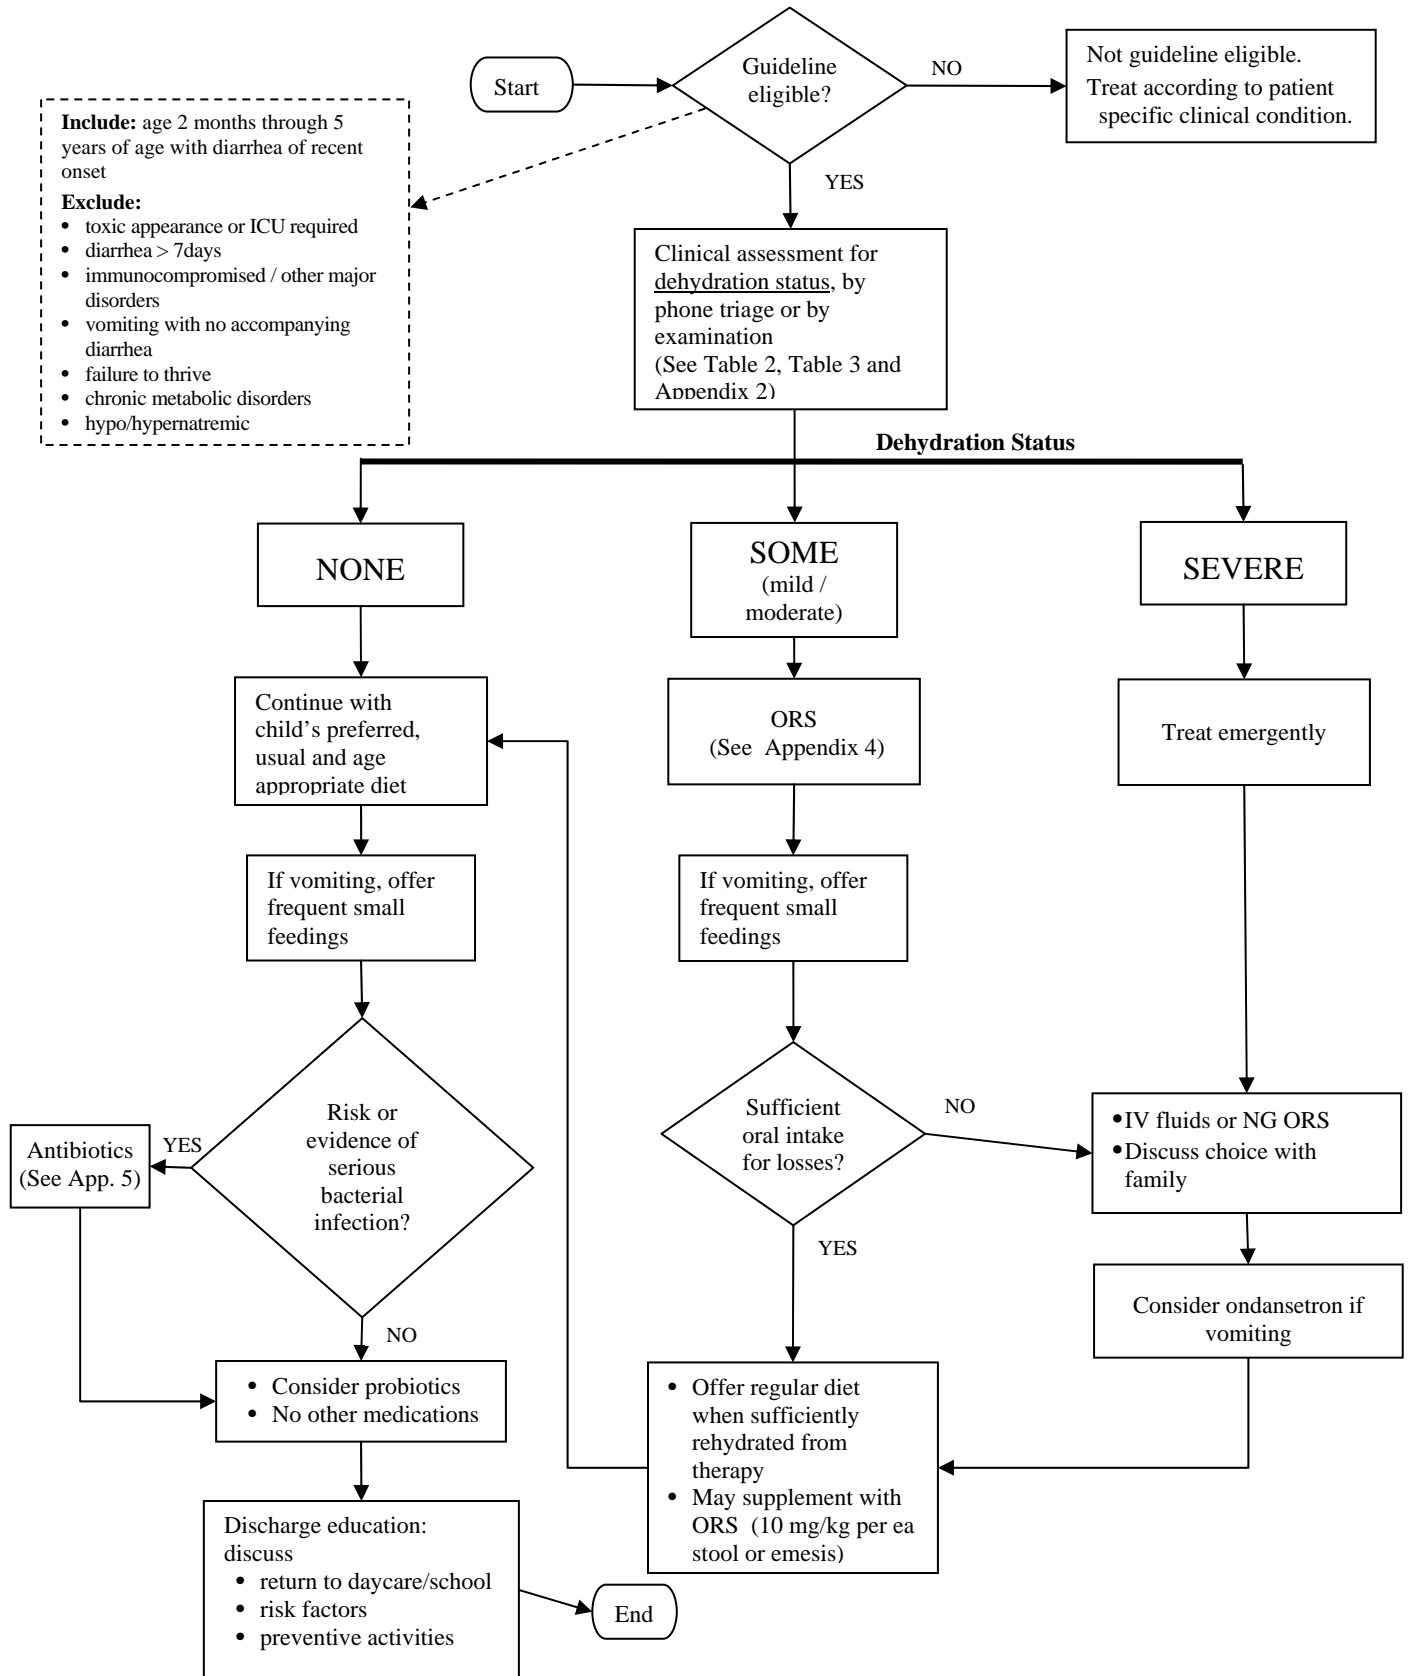 Start
Guideline
eligible?
NO
Not guideline eligible.
Treat according to patient
specific clinical condition.
Include: age 2 months through 5
years of age with diarrhea of recent
onset
Exclude:
• toxic appearance or ICU required
• diarrhea > 7days
• immunocompromised / other major
disorders
• vomiting with no accompanying
diarrhea
• failure to thrive
• chronic metabolic disorders
• hypo/hypernatremic
YES
Clinical assessment for
dehydration status, by
phone triage or by
examination
(See Table 2, Table 3 and
Appendix 2)
Dehydration Status
NONE
SOME
(mild /
moderate)
SEVERE
Continue with
child’s preferred,
usual and age
appropriate diet
ORS
(See Appendix 4)
Treat emergently
If vomiting, offer
frequent small
feedings
If vomiting, offer
frequent small
feedings
Risk or
evidence of
serious
bacterial
infection?
YES
Antibiotics
(See App. 5)
NO
Sufficient
oral intake
for losses?
NO
YES
• IV fluids or NG ORS
• Discuss choice with
family
Consider ondansetron if
vomiting
• Consider probiotics
• No other medications
• Offer regular diet
when sufficiently
rehydrated from
therapy
• May supplement with
ORS (10 mg/kg per ea
stool or emesis)
Discharge education:
discuss
• return to daycare/school
• risk factors
• preventive activities
End